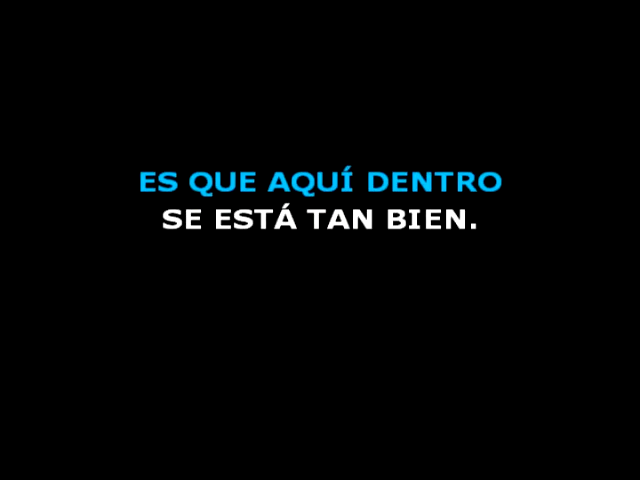 ES QUE AQUÍ DENTRO
SE ESTÁ TAN BIEN.